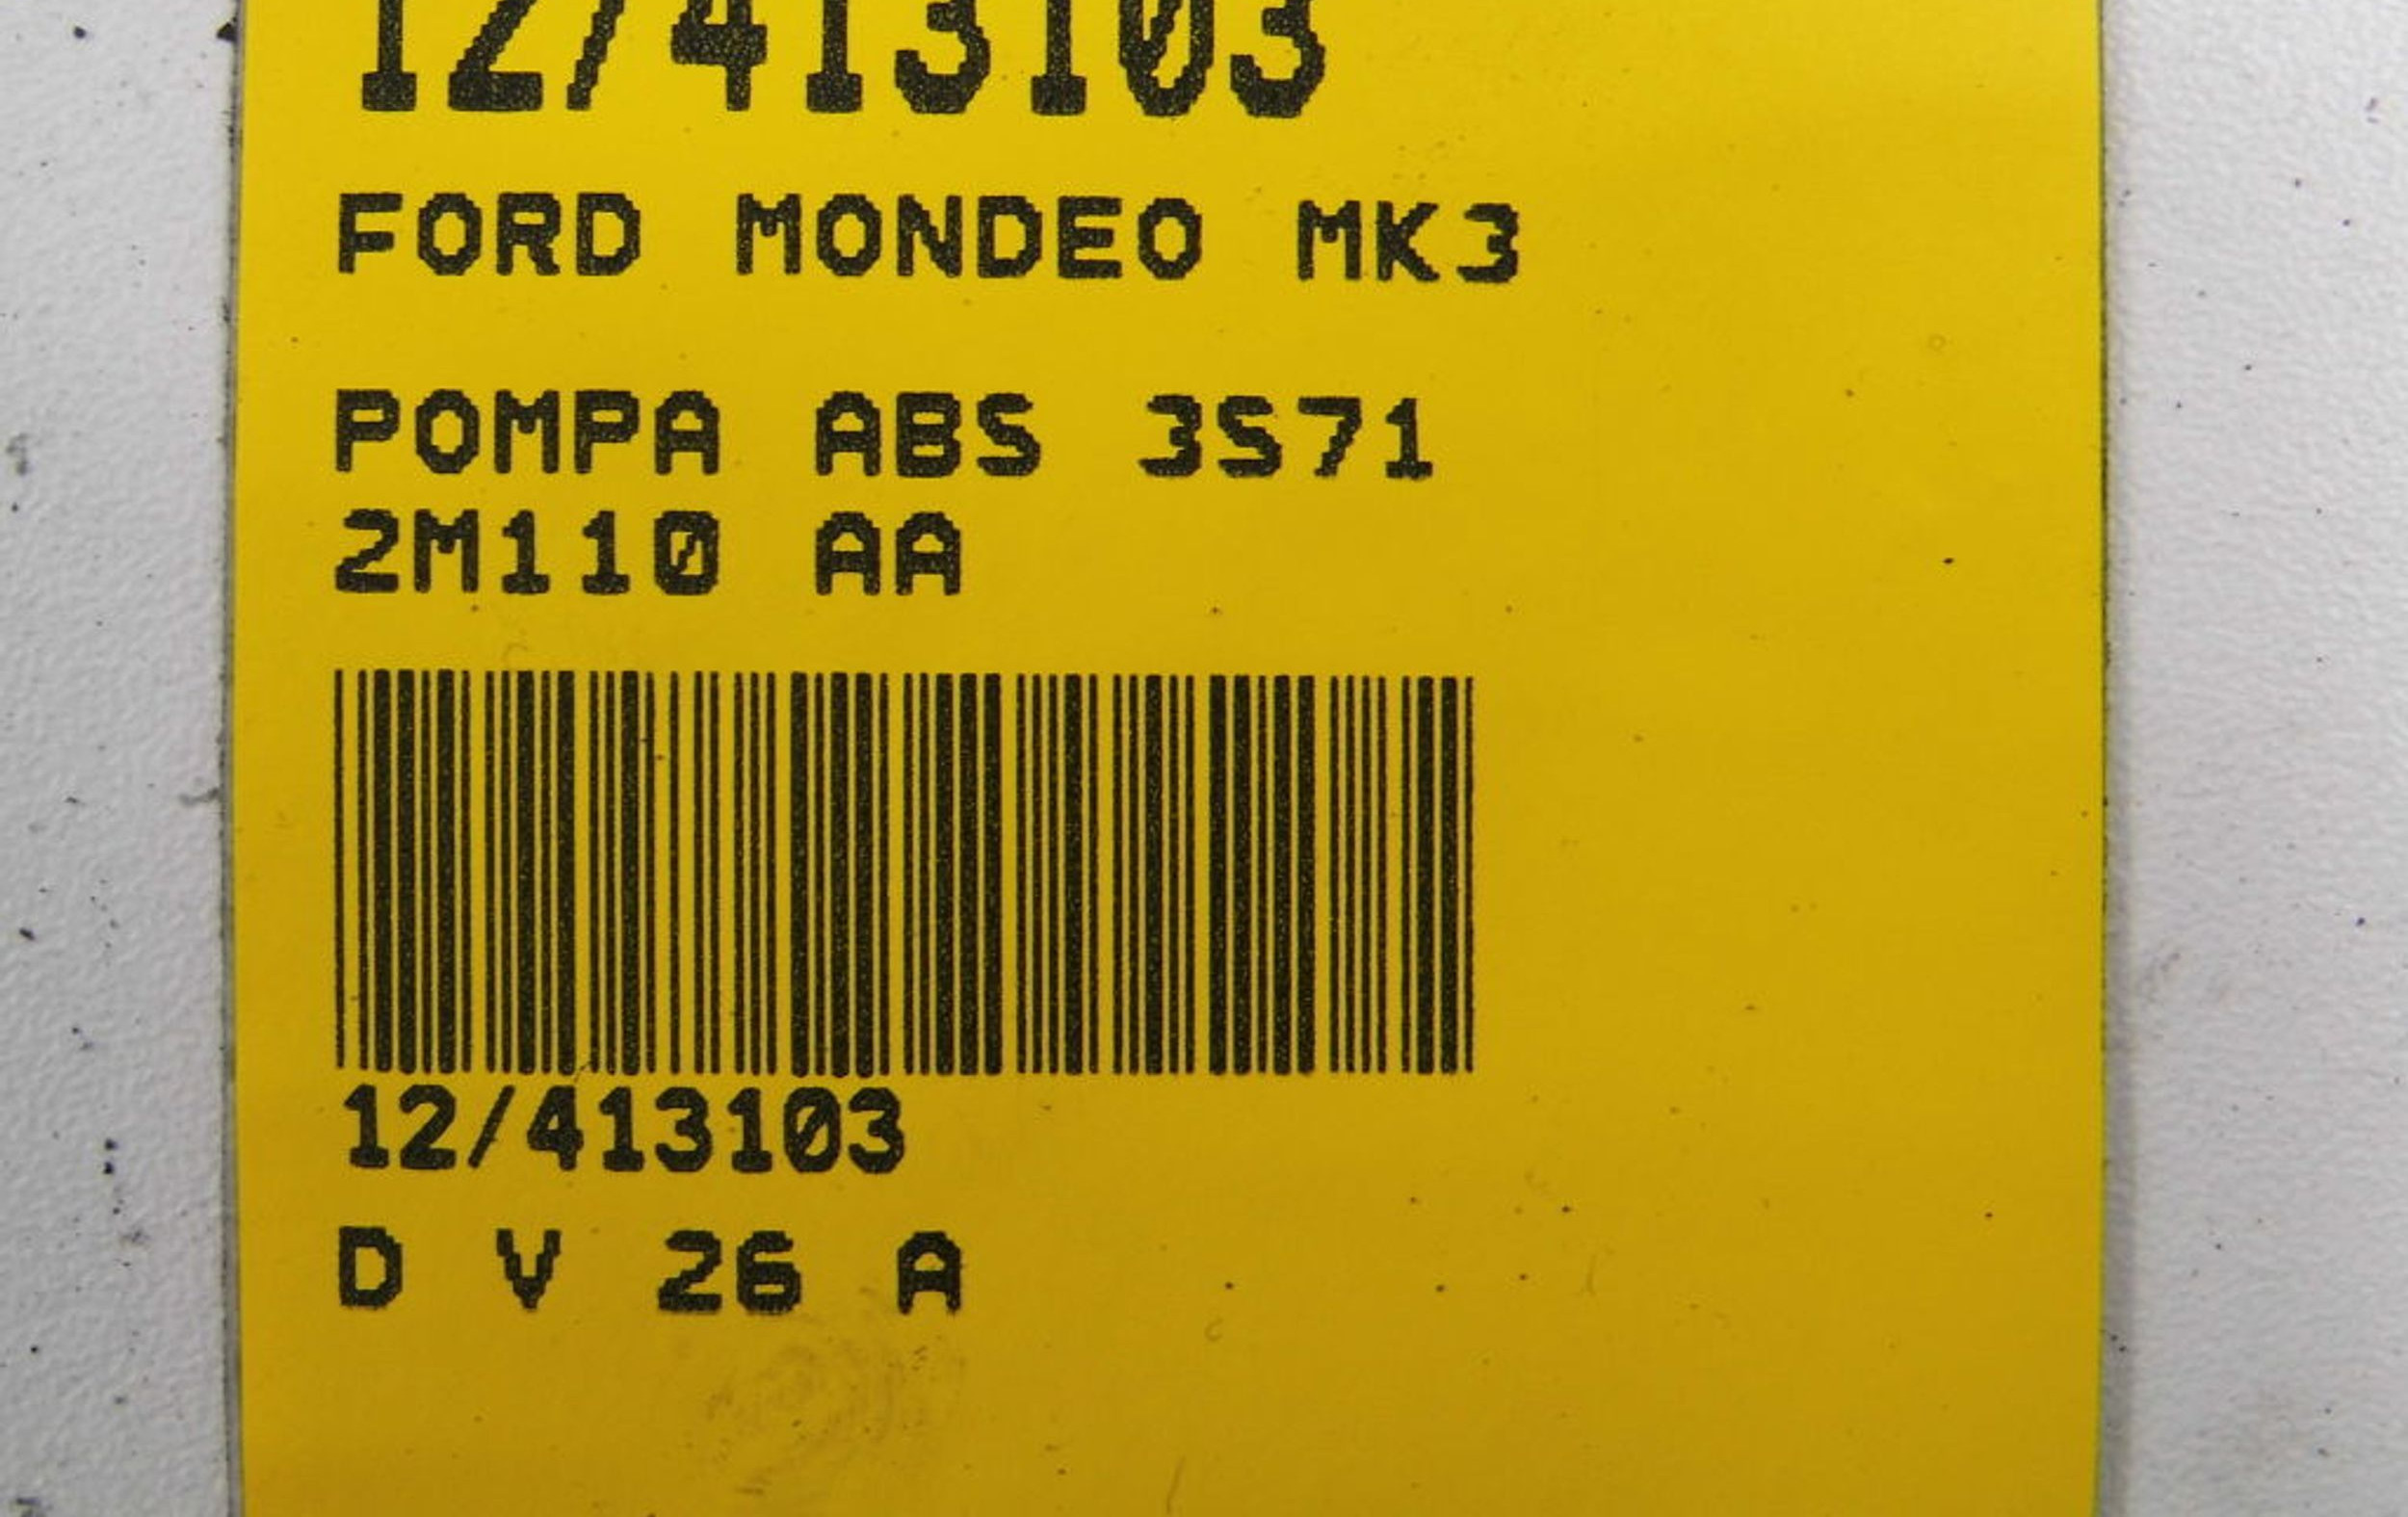 12/413103
FORD MONDEO MK3
POMPA ABS 3S71
2M110 AA
12/413103
D V 26 A